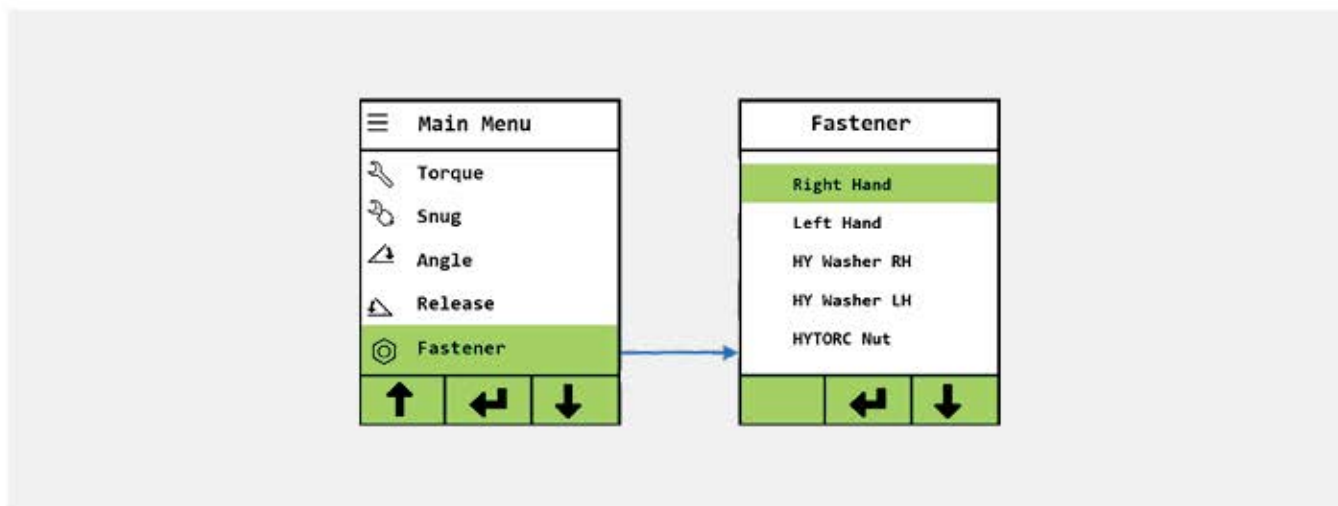 Main Menu
Torque
Snug
Angle
Release
Fastener
Fastener
Right Hand
Left Hand
HY Washer RH
HY Washer LH
HYTORC Nut